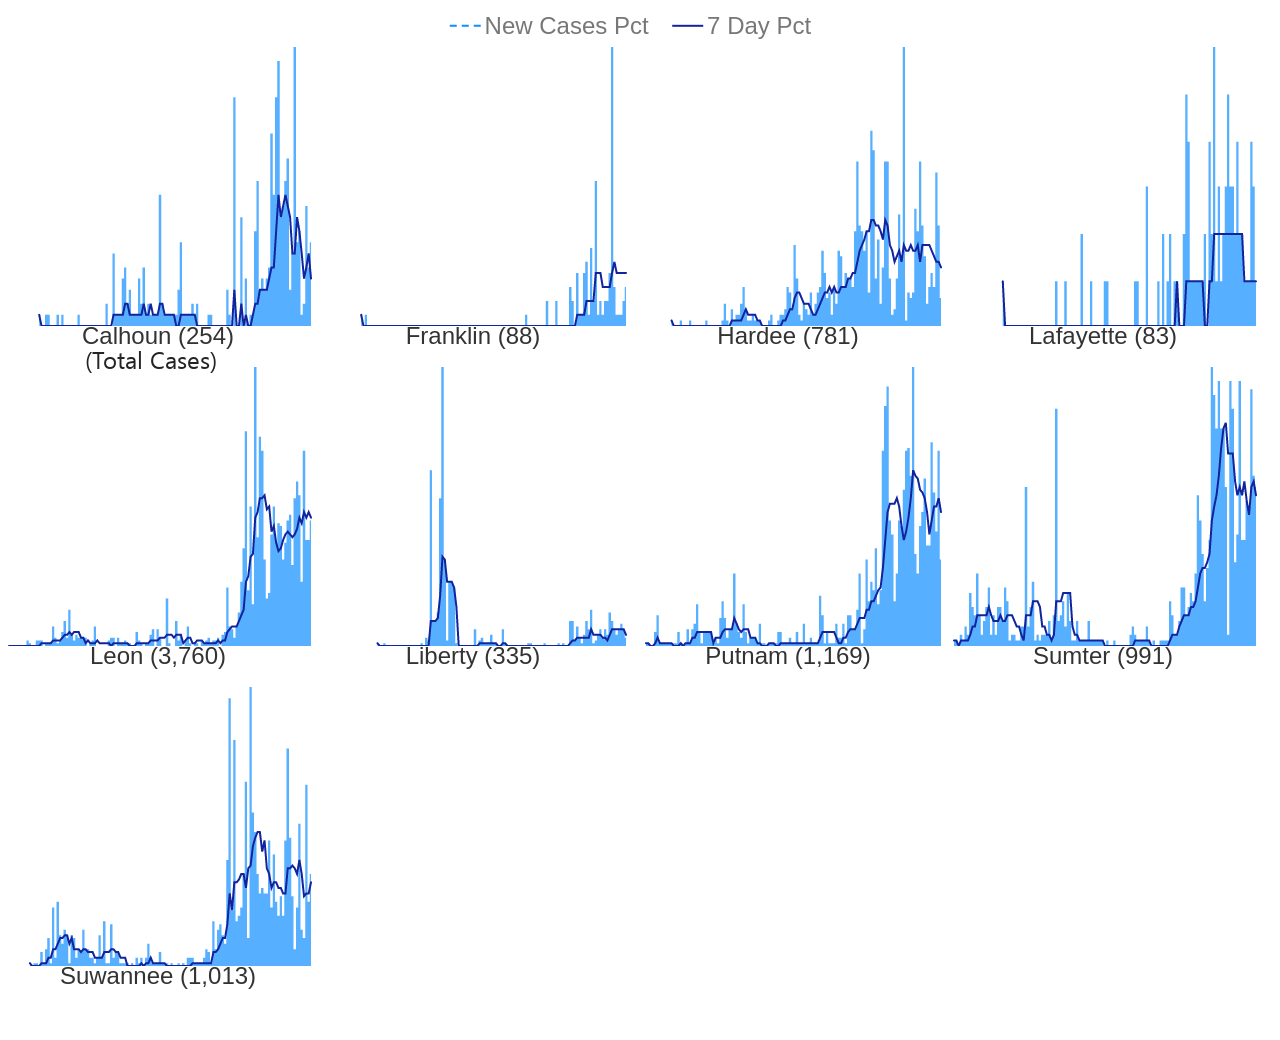 New Cases Pct 7 Day Pct
Calhoun (254) Franklin (88) Hardee (781) Lafayette (83)
(Total Cases)
Leon (3,760) Liberty (335) Putnam (1,169) Sumter (991)
Suwannee (1,013)